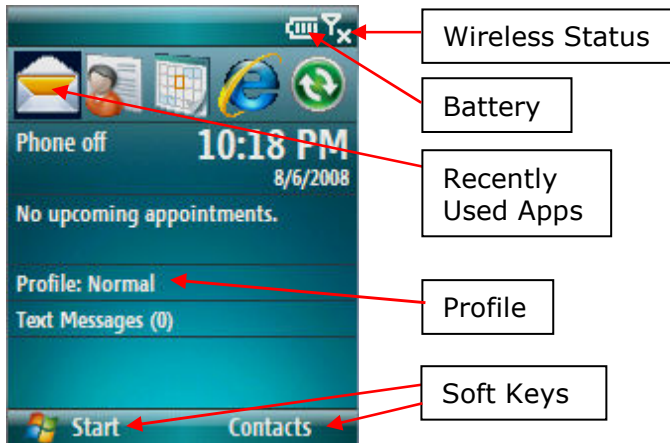 Wireless Status
Battery
Phone off
10:18 PM
8/6/2008
Recently
Used Apps
No upcoming appointments.
Profile: Normal
Profile
Text Messages (0)
Soft Keys
Start
Contacts